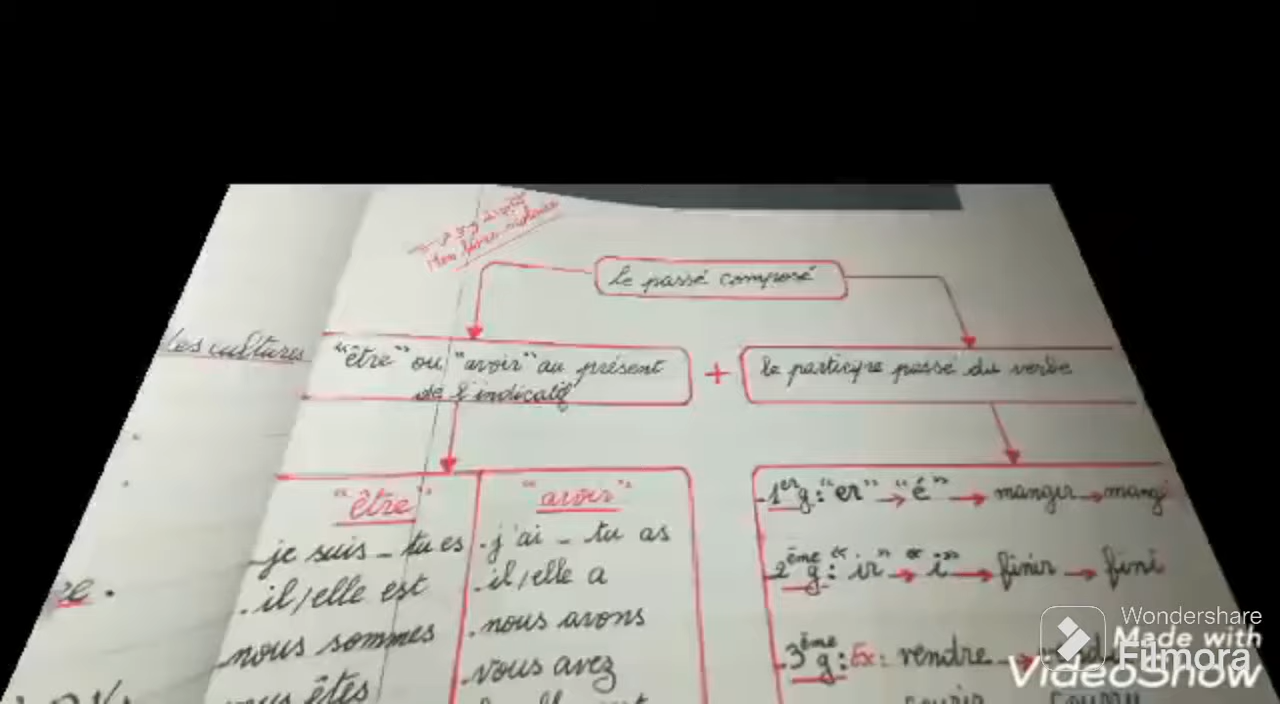 le passé composé
les cultures
"être" ou "avoir" au présent
de l'indicatif
+
le participe passé du verbe
"être"
je suis - tu es
il/elle est
nous sommes
vous êtes
"avoir"
j'ai - tu as
il/elle a
nous avons
vous avez
1er g: "er" → "é" → manger → mangé
2ème g: "ir" → "i" → finir → fini
3ème g: Ex: vendre →
Wondershare
Filmora
Made with
VideoShow